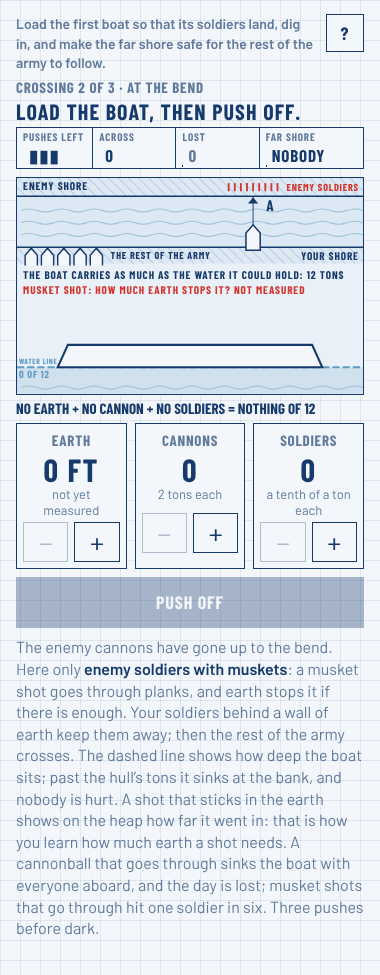 Load the first boat so that its soldiers land, dig
in, and make the far shore safe for the rest of the
army to follow.
?
CROSSING 2 OF 3 · AT THE BEND
LOAD THE BOAT, THEN PUSH OFF.
PUSHES LEFT
ACROSS
0
LOST
0
FAR SHORE
NOBODY
ENEMY SHORE
ENEMY SOLDIERS
A
THE REST OF THE ARMY
YOUR SHORE
THE BOAT CARRIES AS MUCH AS THE WATER IT COULD HOLD: 12 TONS
MUSKET SHOT: HOW MUCH EARTH STOPS IT? NOT MEASURED
WATER LINE
0 OF 12
NO EARTH + NO CANNON + NO SOLDIERS = NOTHING OF 12
EARTH
0 FT
not yet
measured
− +
CANNONS
0
2 tons each
− +
SOLDIERS
0
a tenth of a ton
each
− +
PUSH OFF
The enemy cannons have gone up to the bend.
Here only enemy soldiers with muskets: a musket
shot goes through planks, and earth stops it if
there is enough. Your soldiers behind a wall of
earth keep them away; then the rest of the army
crosses. The dashed line shows how deep the boat
sits; past the hull's tons it sinks at the bank, and
nobody is hurt. A shot that sticks in the earth
shows on the heap how far it went in: that is how
you learn how much earth a shot needs. A
cannonball that goes through sinks the boat with
everyone aboard, and the day is lost; musket shots
that go through hit one soldier in six. Three pushes
before dark.